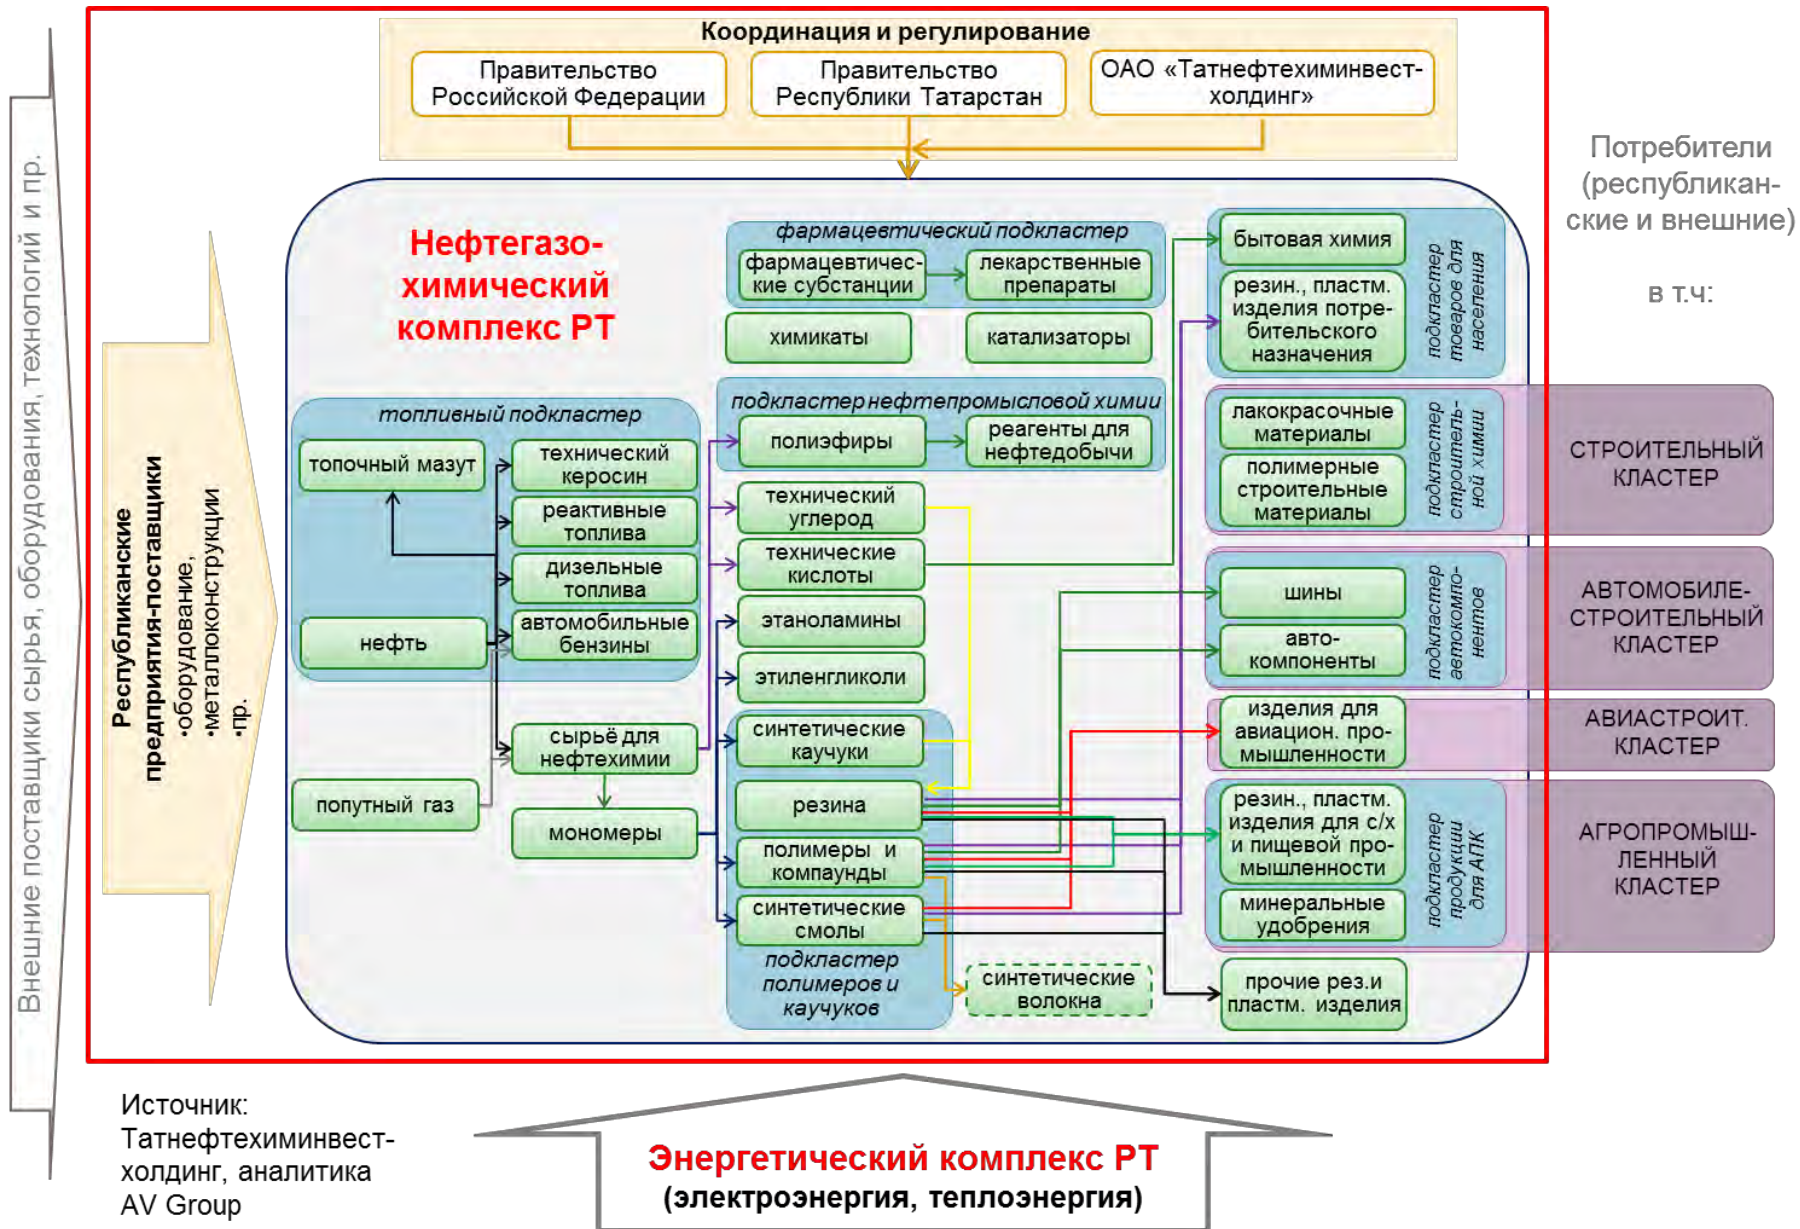 Координация и регулирование
Правительство
Российской Федерации
Правительство
Республики Татарстан
ОАО «Татнефтехиминвест-
холдинг»
Внешние поставщики сырья, оборудования, технологий и пр.
Республиканские
предприятия-поставщики
•оборудование,
•металлоконструкции
•пр.
Нефтегазо-
химический
комплекс РТ
фармацевтический подкластер
фармацевтичес-
кие субстанции
лекарственные
препараты
химикаты
катализаторы
топливный подкластер
топочный мазут
технический
керосин
реактивные
топлива
дизельные
топлива
автомобильные
бензины
нефть
попутный газ
сырьё для
нефтехимии
мономеры
подкластер нефтепромысловой химии
полиэфиры
реагенты для
нефтедобычи
технический
углерод
технические
кислоты
этаноламины
этиленгликоли
синтетические
каучуки
резина
полимеры и
компаунды
синтетические
смолы
подкластер
полимеров и
каучуков
синтетические
волокна
бытовая химия
резин., пластм.
изделия потре-
бительского
назначения
подкластер
товаров для
населения
лакокрасочные
материалы
полимерные
строительные
материалы
подкластер
строитель-
ной химии
шины
авто-
компоненты
подкластер
автокомпо-
нентов
изделия для
авиацион. про-
мышленности
резин., пластм.
изделия для с/х
и пищевой про-
мышленности
минеральные
удобрения
подкластер
продукции
для АПК
прочие рез.и
пластм. изделия
Потребители
(республикан-
ские и внешние)
в т.ч:
СТРОИТЕЛЬНЫЙ
КЛАСТЕР
АВТОМОБИЛЕ-
СТРОИТЕЛЬНЫЙ
КЛАСТЕР
АВИАСТРОИТ.
КЛАСТЕР
АГРОПРОМЫШ-
ЛЕННЫЙ
КЛАСТЕР
Источник:
Татнефтехиминвест-
холдинг, аналитика
AV Group
Энергетический комплекс РТ
(электроэнергия, теплоэнергия)